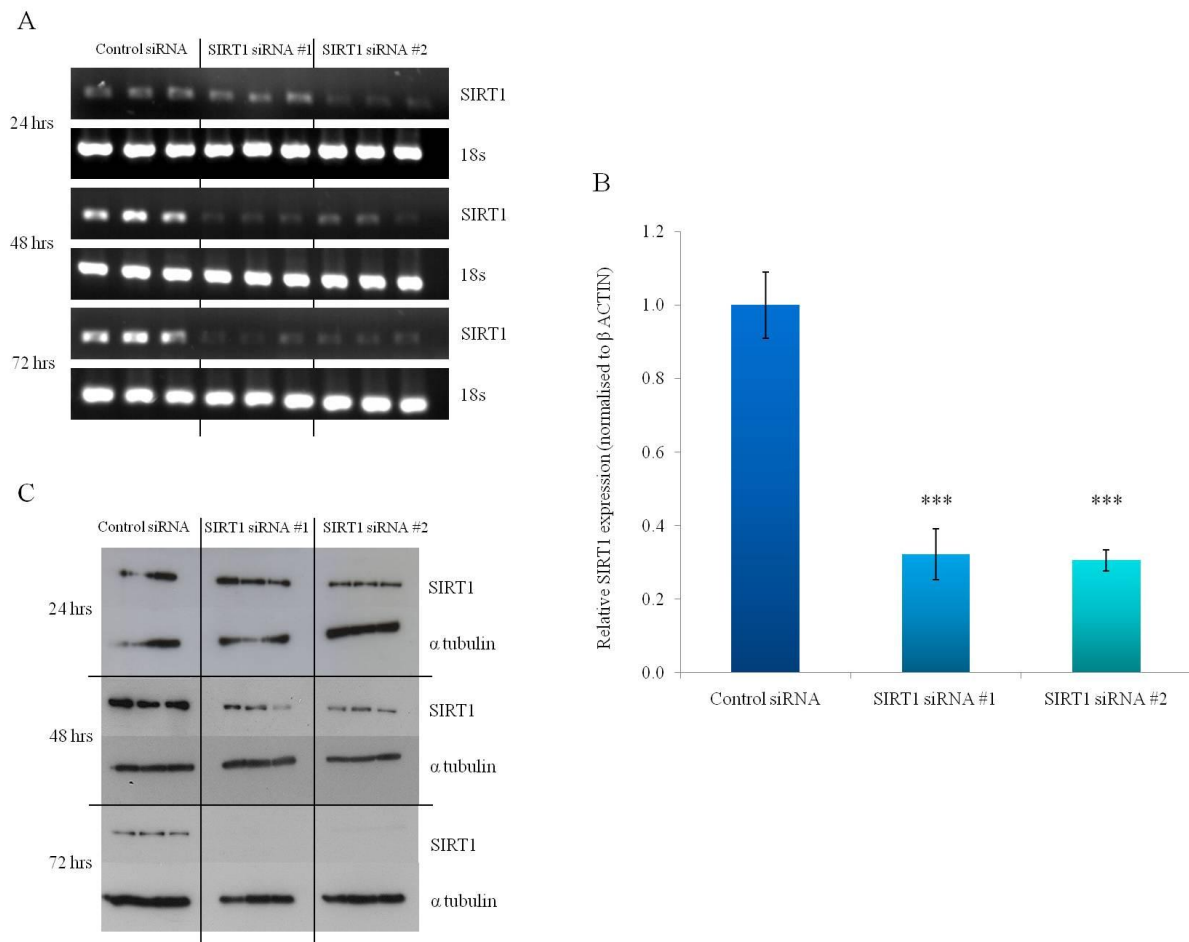 A
Control siRNA SIRT1 siRNA #1 SIRT1 siRNA #2
SIRT1
24 hrs
18s
SIRT1
48 hrs
18s
SIRT1
72 hrs
18s
B
Relative SIRT1 expression (normalised to β ACTIN)
1.2
1.0
0.8
0.6
0.4
0.2
0.0
***
***
Control siRNA SIRT1 siRNA #1 SIRT1 siRNA #2
C
Control siRNA SIRT1 siRNA #1 SIRT1 siRNA #2
SIRT1
24 hrs
α tubulin
SIRT1
48 hrs
α tubulin
SIRT1
72 hrs
α tubulin